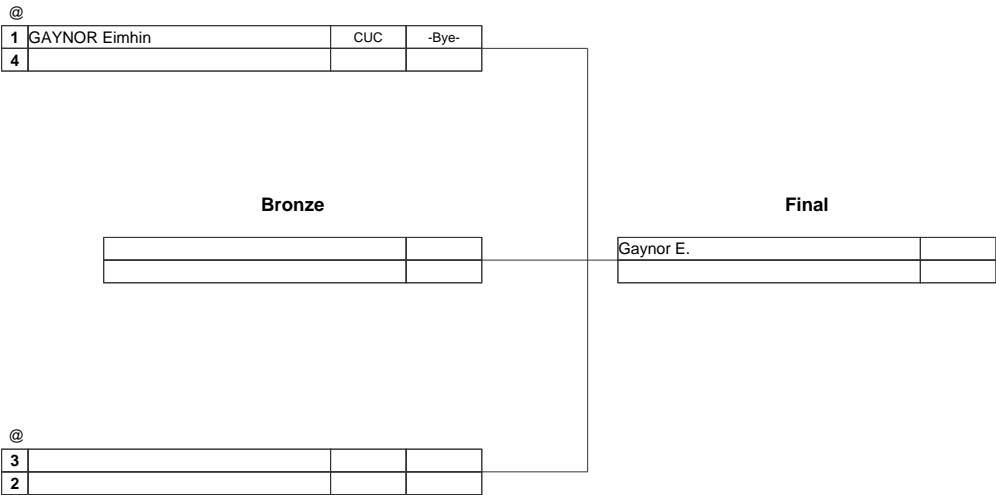 @
1 GAYNOR Eimhin CUC -Bye-
4
Bronze Final
Gaynor E.
@
3
2